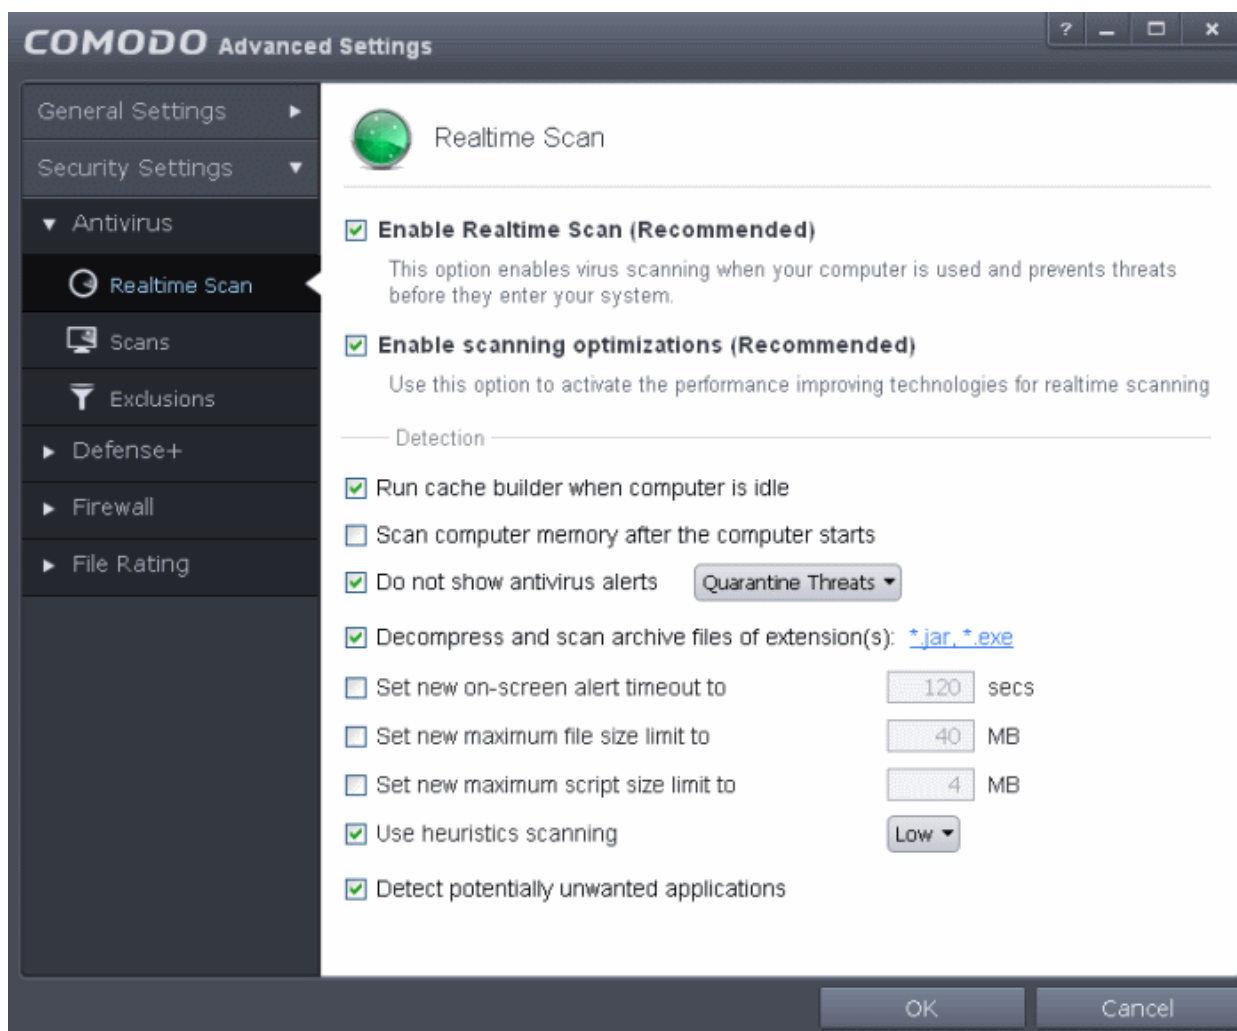 COMODO Advanced Settings
?
General Settings
Security Settings
Antivirus
Realtime Scan
Scans
Exclusions
Defense+
Firewall
File Rating
Realtime Scan
Enable Realtime Scan (Recommended)
This option enables virus scanning when your computer is used and prevents threats
before they enter your system.
Enable scanning optimizations (Recommended)
Use this option to activate the performance improving technologies for realtime scanning
Detection
Run cache builder when computer is idle
Scan computer memory after the computer starts
Do not show antivirus alerts Quarantine Threats
Decompress and scan archive files of extension(s): *.jar, *.exe
Set new on-screen alert timeout to 120 secs
Set new maximum file size limit to 40 MB
Set new maximum script size limit to 4 MB
Use heuristics scanning Low
Detect potentially unwanted applications
OK Cancel